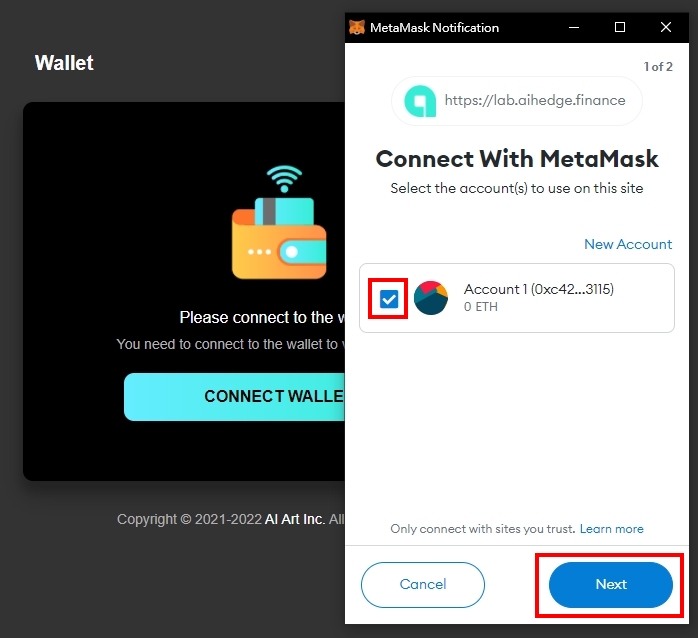 Wallet
Please connect to the w
You need to connect to the wallet to
CONNECT WALLE
Copyright © 2021-2022 AI Art Inc. All
MetaMask Notification
1 of 2
https://lab.aihedge.finance
Connect With MetaMask
Select the account(s) to use on this site
New Account
Account 1 (0xc42...3115)
0 ETH
Only connect with sites you trust. Learn more
Cancel
Next